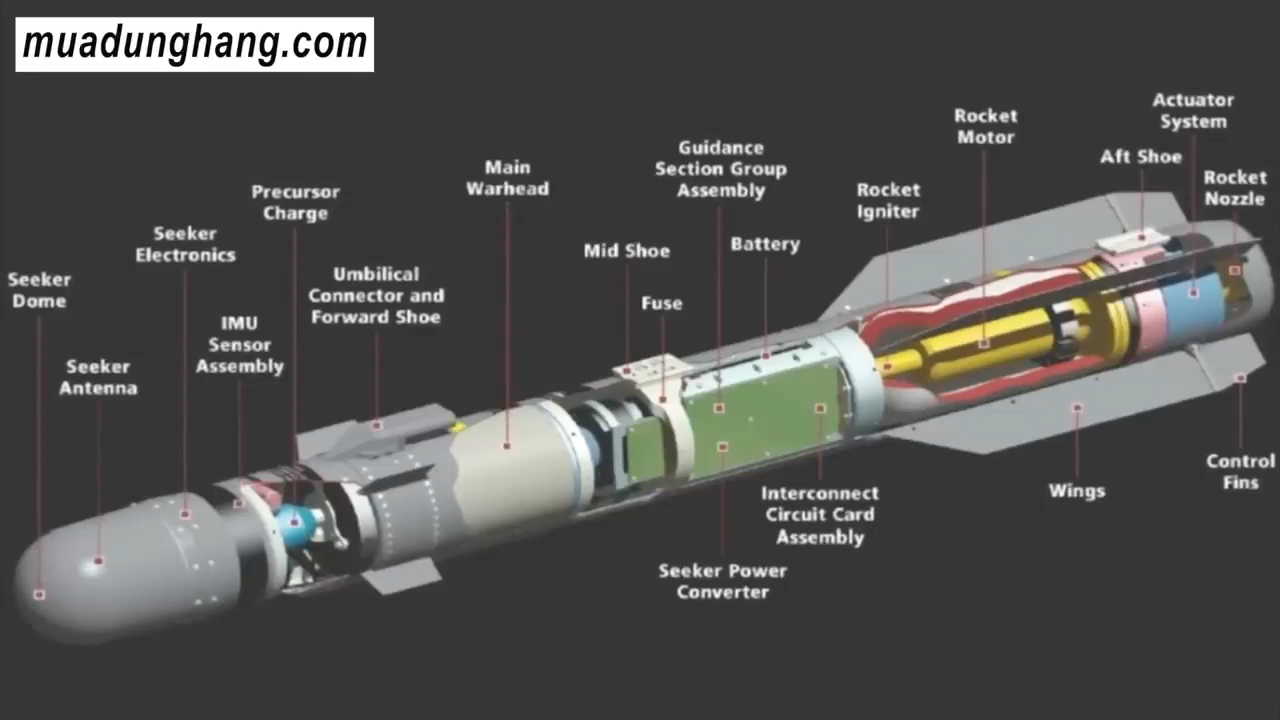 muadunghang.com
Seeker
Dome
Seeker
Antenna
Seeker
Electronics
IMU
Sensor
Assembly
Precursor
Charge
Umbilical
Connector and
Forward Shoe
Main
Warhead
Mid Shoe
Fuse
Guidance
Section Group
Assembly
Battery
Rocket
Igniter
Rocket
Motor
Aft Shoe
Actuator
System
Rocket
Nozzle
Interconnect
Circuit Card
Assembly
Seeker Power
Converter
Wings
Control
Fins